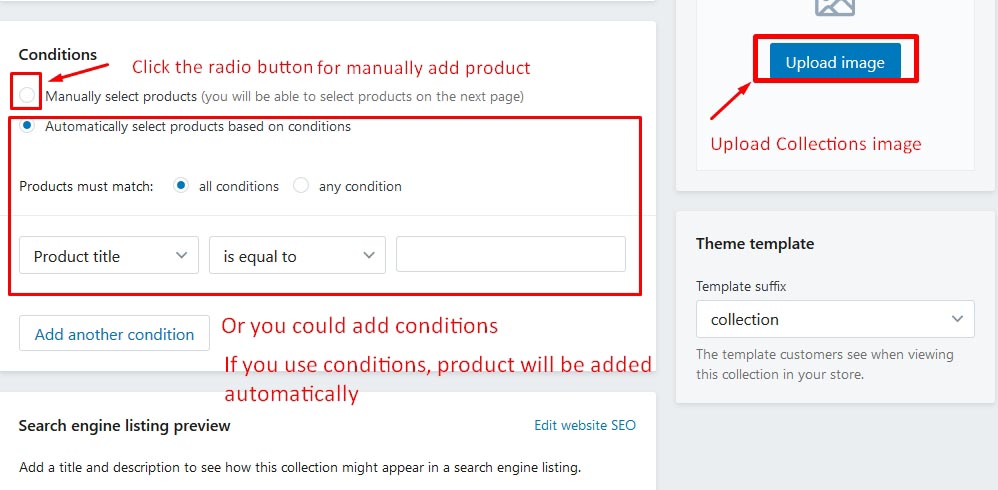 Conditions
Click the radio button for manually add product
Manually select products (you will be able to select products on the next page)
Automatically select products based on conditions
Products must match: all conditions any condition
Product title is equal to
Add another condition
Or you could add conditions
If you use conditions, product will be added
automatically
Search engine listing preview Edit website SEO
Add a title and description to see how this collection might appear in a search engine listing.
Upload image
Upload Collections image
Theme template
Template suffix
collection
The template customers see when viewing
this collection in your store.